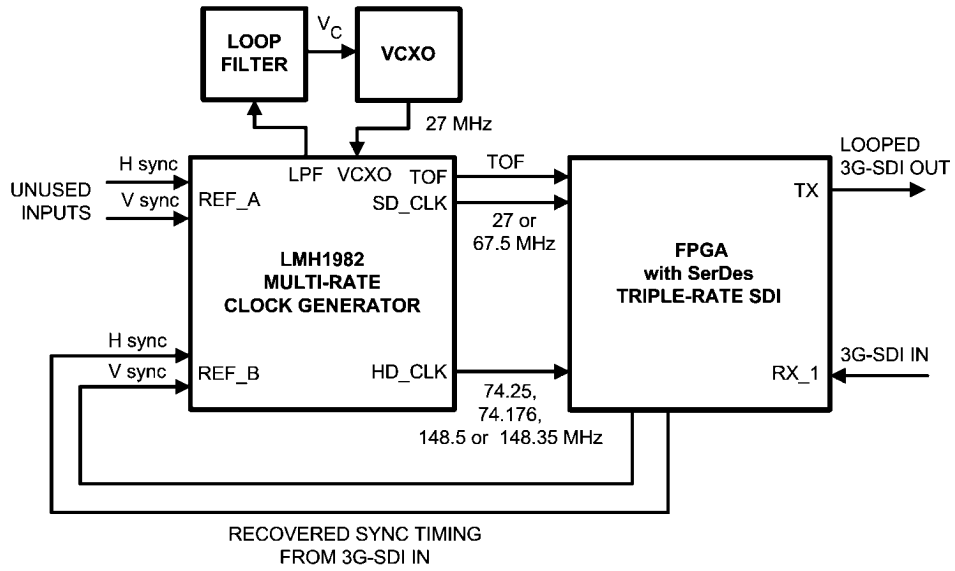 LOOP
FILTER
V_C
VCXO
27 MHz
H sync
V sync
UNUSED
INPUTS
LPF
VCXO
TOF
REF_A
SD_CLK
LMH1982
MULTI-RATE
CLOCK GENERATOR
H sync
V sync
REF_B
HD_CLK
TOF
27 or
67.5 MHz
74.25,
74.176,
148.5 or 148.35 MHz
FPGA
with SerDes
TRIPLE-RATE SDI
TX
RX_1
LOOPED
3G-SDI OUT
3G-SDI IN
RECOVERED SYNC TIMING
FROM 3G-SDI IN